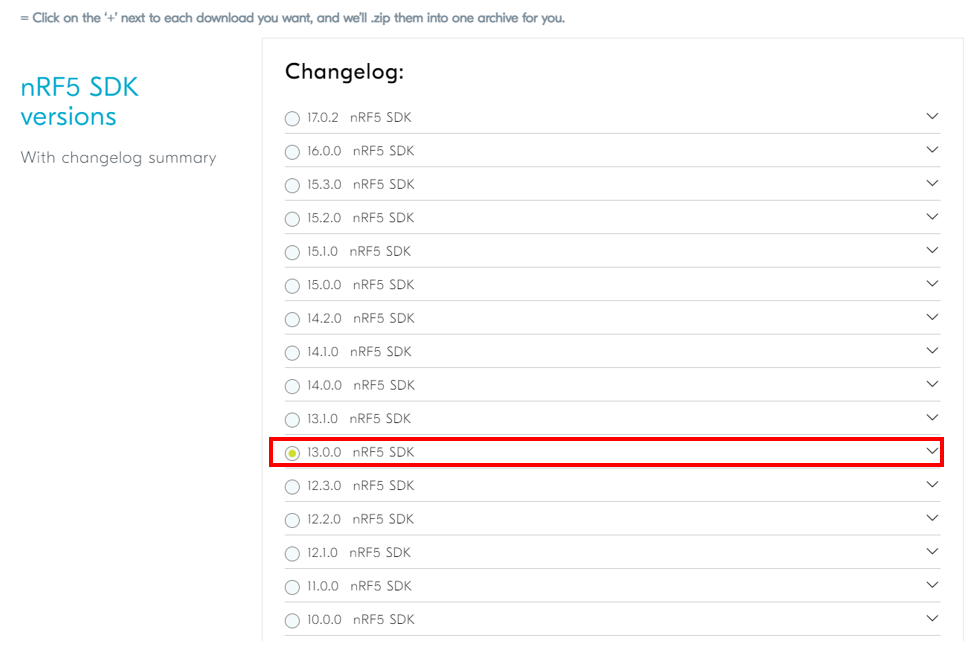 = Click on the ‘+’ next to each download you want, and we’ll .zip them into one archive for you.
nRF5 SDK
versions
With changelog summary
Changelog:
17.0.2 nRF5 SDK
16.0.0 nRF5 SDK
15.3.0 nRF5 SDK
15.2.0 nRF5 SDK
15.1.0 nRF5 SDK
15.0.0 nRF5 SDK
14.2.0 nRF5 SDK
14.1.0 nRF5 SDK
14.0.0 nRF5 SDK
13.1.0 nRF5 SDK
13.0.0 nRF5 SDK
12.3.0 nRF5 SDK
12.2.0 nRF5 SDK
12.1.0 nRF5 SDK
11.0.0 nRF5 SDK
10.0.0 nRF5 SDK